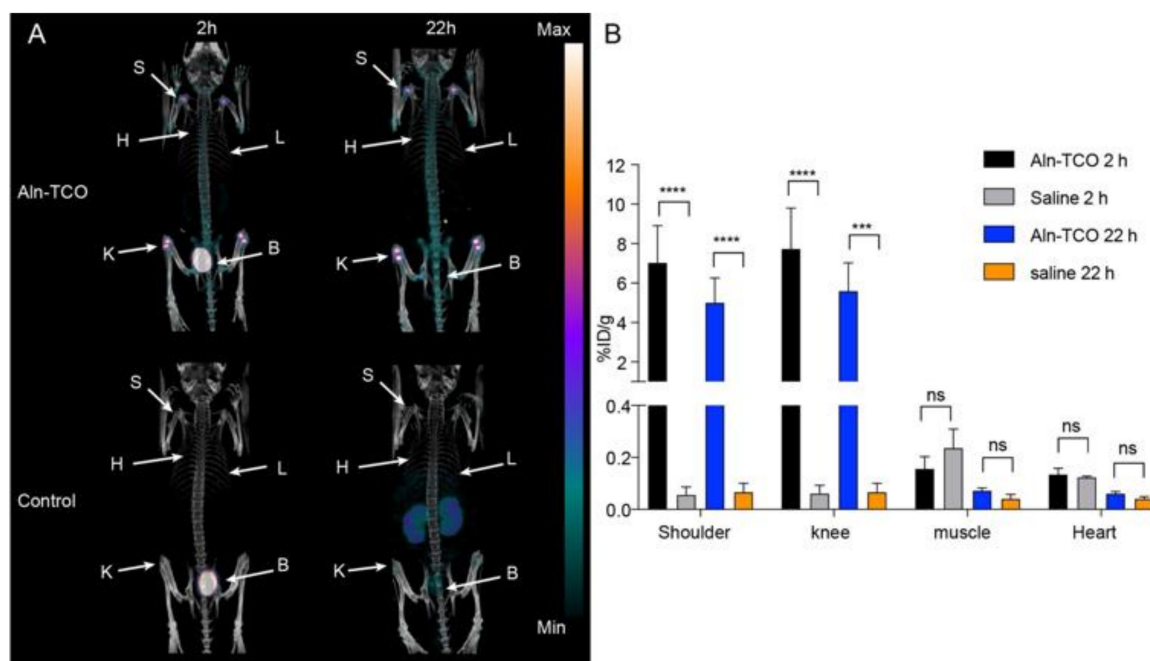 A
2h
22h
Max
S
S
H
L
H
L
Aln-TCO
K
B
K
B
S
S
H
L
H
L
Control
K
B
K
B
Min
B
Aln-TCO 2 h
Saline 2 h
Aln-TCO 22 h
saline 22 h
%ID/g
12
10
8
6
4
2
0.4
0.2
0.0
****
****
****
***
ns
ns
ns
ns
Shoulder
knee
muscle
Heart